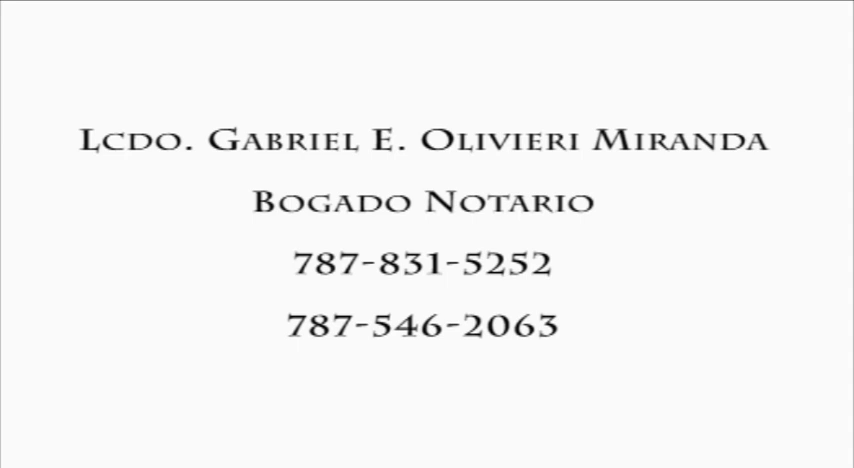 Lcdo. Gabriel E. Olivieri Miranda
Bogado Notario
787-831-5252
787-546-2063